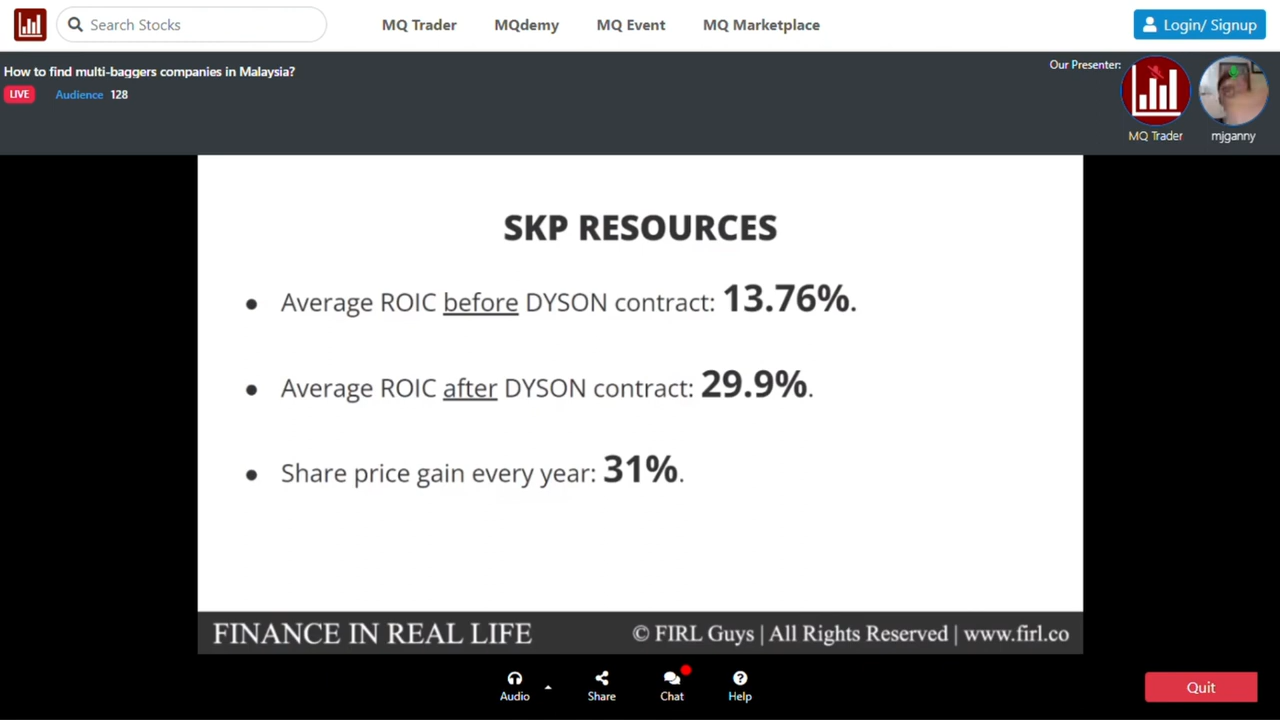 Search Stocks
MQ Trader
MQdemy
MQ Event
MQ Marketplace
Login/ Signup
How to find multi-baggers companies in Malaysia?
LIVE
Audience 128
Our Presenter:
MQ Trader
mjganny
SKP RESOURCES
● Average ROIC before DYSON contract: 13.76%.
● Average ROIC after DYSON contract: 29.9%.
● Share price gain every year: 31%.
FINANCE IN REAL LIFE
© FIRL Guys | All Rights Reserved | www.firl.co
Audio
Share
Chat
Help
Quit